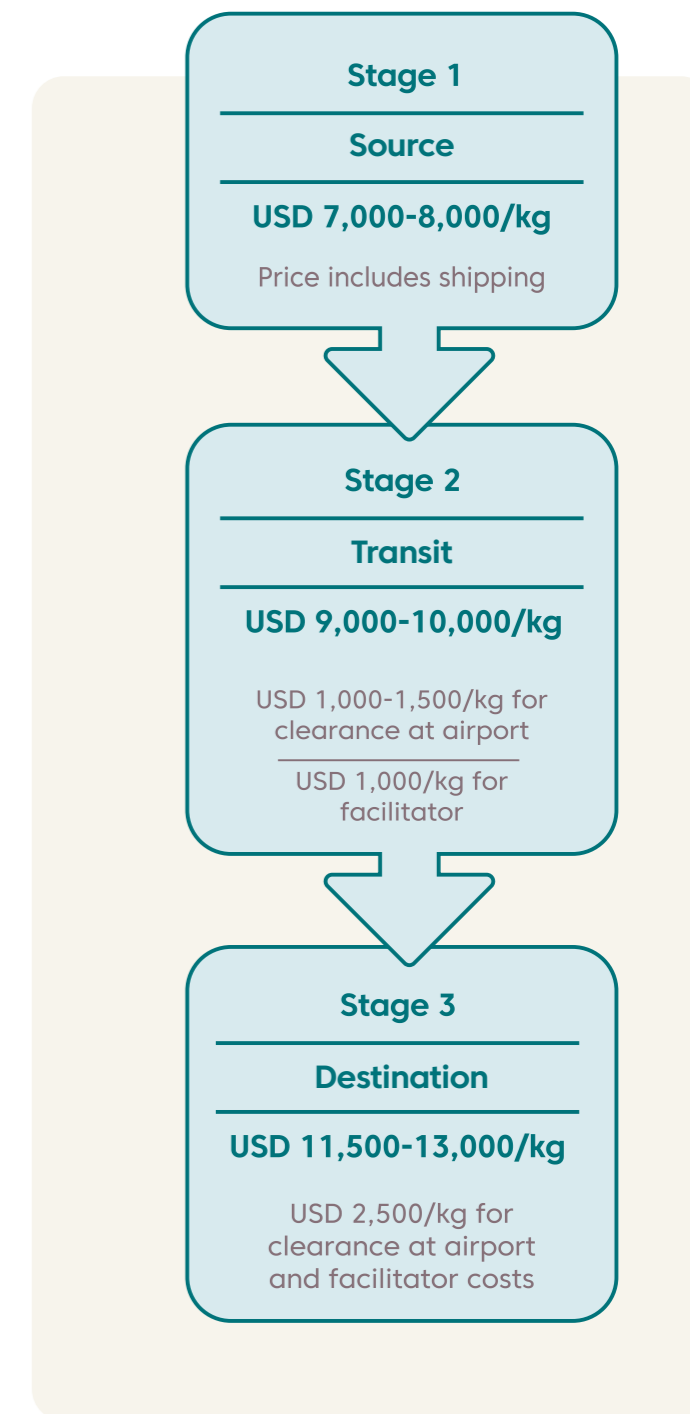 Stage 1
Source
USD 7,000-8,000/kg
Price includes shipping
Stage 2
Transit
USD 9,000-10,000/kg
USD 1,000-1,500/kg for
clearance at airport
USD 1,000/kg for
facilitator
Stage 3
Destination
USD 11,500-13,000/kg
USD 2,500/kg for
clearance at airport
and facilitator costs